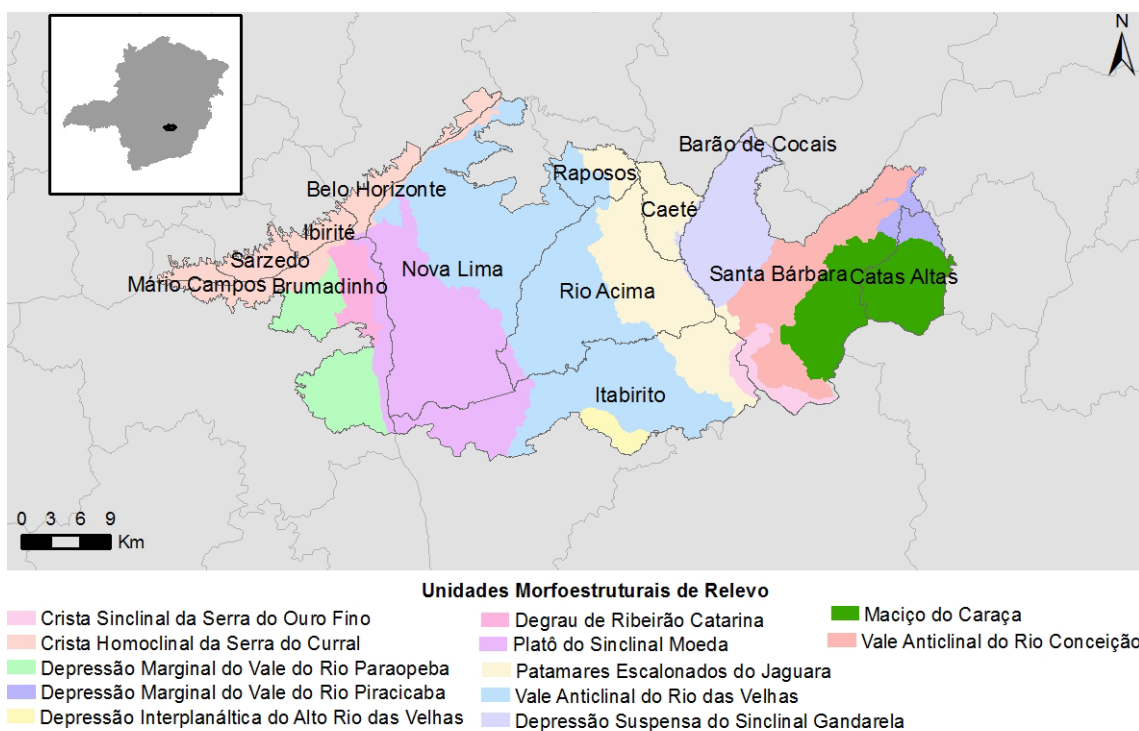 N
Barão de Cocais
Raposos
Belo Horizonte
Caeté
Ibirité
Sarzedo
Nova Lima
Santa Bárbara
Catas Altas
Mário Campos
Brumadinho
Rio Acima
Itabirito
0 3 6 9
Km
Unidades Morfoestruturais de Relevo
Crista Sinclinal da Serra do Ouro Fino
Crista Homoclinal da Serra do Curral
Depressão Marginal do Vale do Rio Paraopeba
Depressão Marginal do Vale do Rio Piracicaba
Depressão Interplanáltica do Alto Rio das Velhas
Degrau de Ribeirão Catarina
Platô do Sinclinal Moeda
Patamares Escalonados do Jaguara
Vale Anticlinal do Rio das Velhas
Depressão Suspensa do Sinclinal Gandarela
Maciço do Caraça
Vale Anticlinal do Rio Conceição